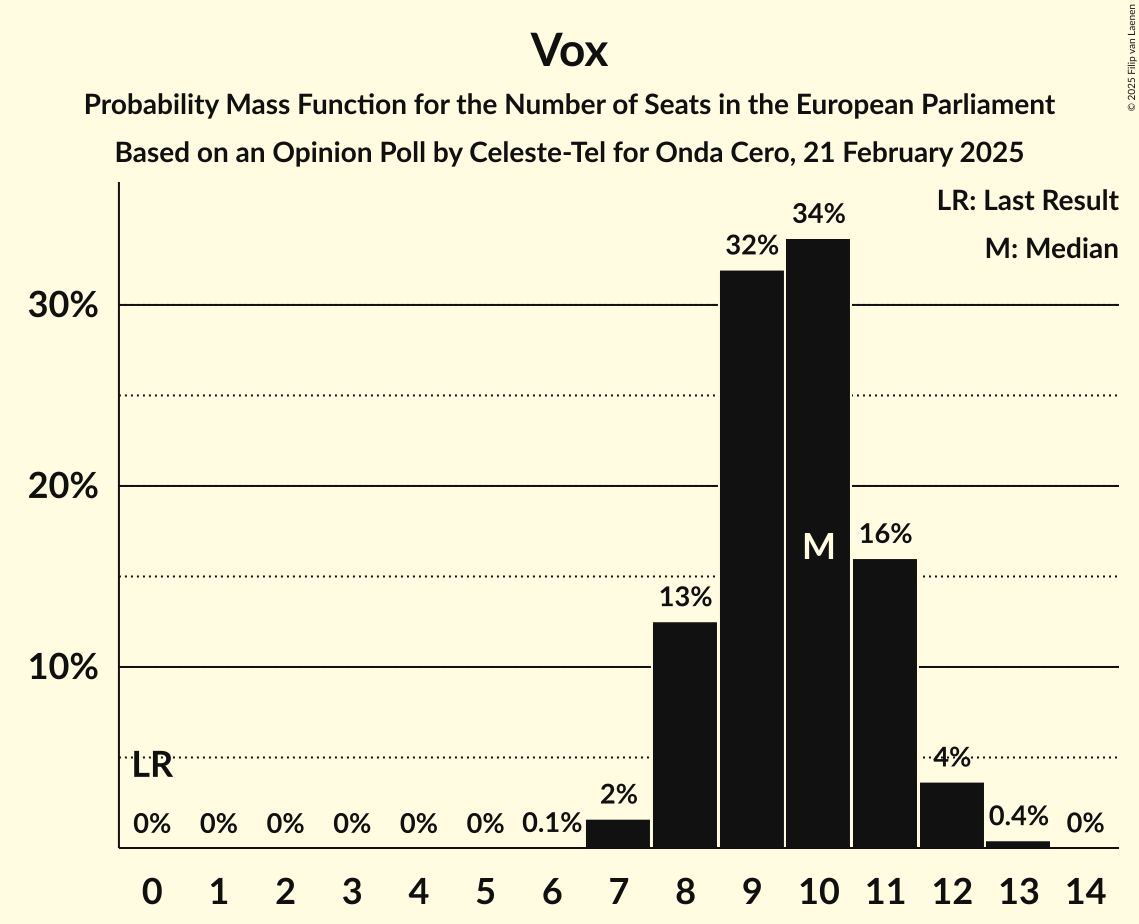 Vox
Probability Mass Function for the Number of Seats in the European Parliament
Based on an Opinion Poll by Celeste-Tel for Onda Cero, 21 February 2025
© 2025 Filip van Laenen
LR: Last Result
M: Median
30%
20%
10%
LR
M
0% 0% 0% 0% 0% 0% 0.1% 2% 13% 32% 34% 16% 4% 0.4% 0%
0 1 2 3 4 5 6 7 8 9 10 11 12 13 14